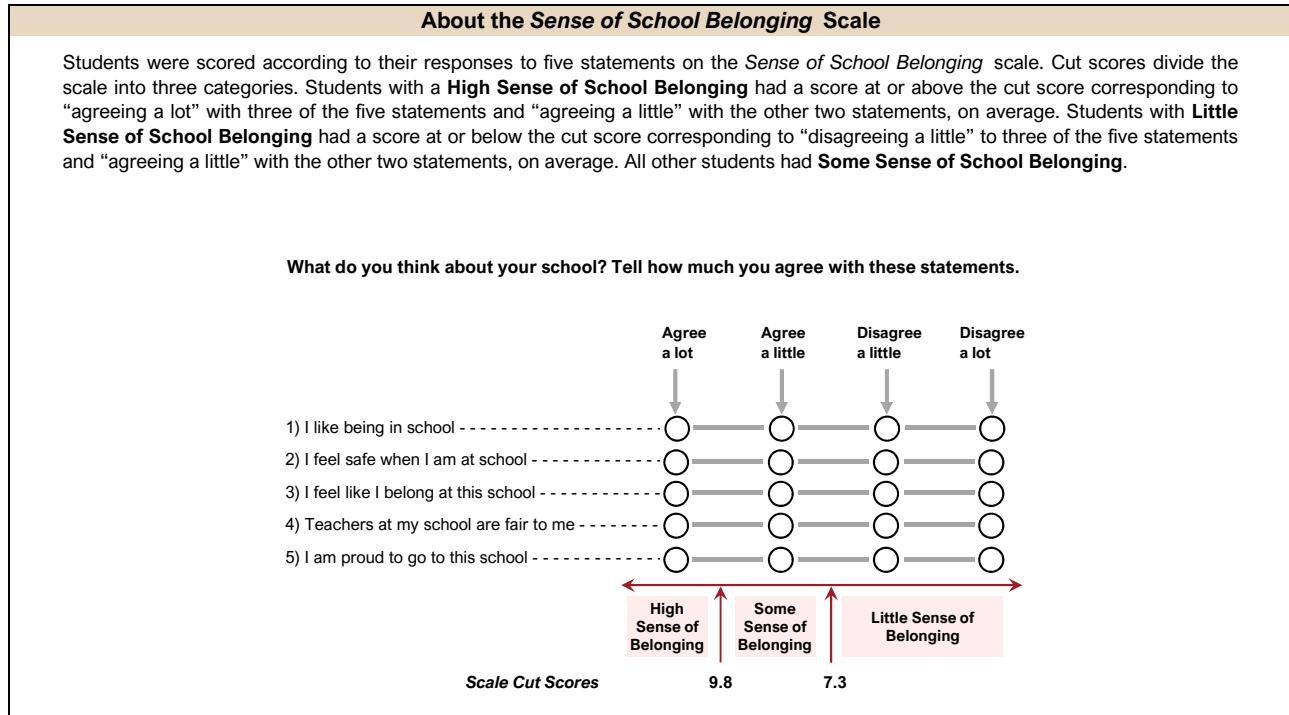 About the Sense of School Belonging Scale
Students were scored according to their responses to five statements on the Sense of School Belonging scale. Cut scores divide the
scale into three categories. Students with a High Sense of School Belonging had a score at or above the cut score corresponding to
“agreeing a lot” with three of the five statements and “agreeing a little” with the other two statements, on average. Students with Little
Sense of School Belonging had a score at or below the cut score corresponding to “disagreeing a little” to three of the five statements
and “agreeing a little” with the other two statements, on average. All other students had Some Sense of School Belonging.
What do you think about your school? Tell how much you agree with these statements.
Agree
a lot
Agree
a little
Disagree
a little
Disagree
a lot
1) I like being in school
2) I feel safe when I am at school
3) I feel like I belong at this school
4) Teachers at my school are fair to me
5) I am proud to go to this school
High
Sense of
Belonging
Some
Sense of
Belonging
Little Sense of
Belonging
Scale Cut Scores 9.8 7.3